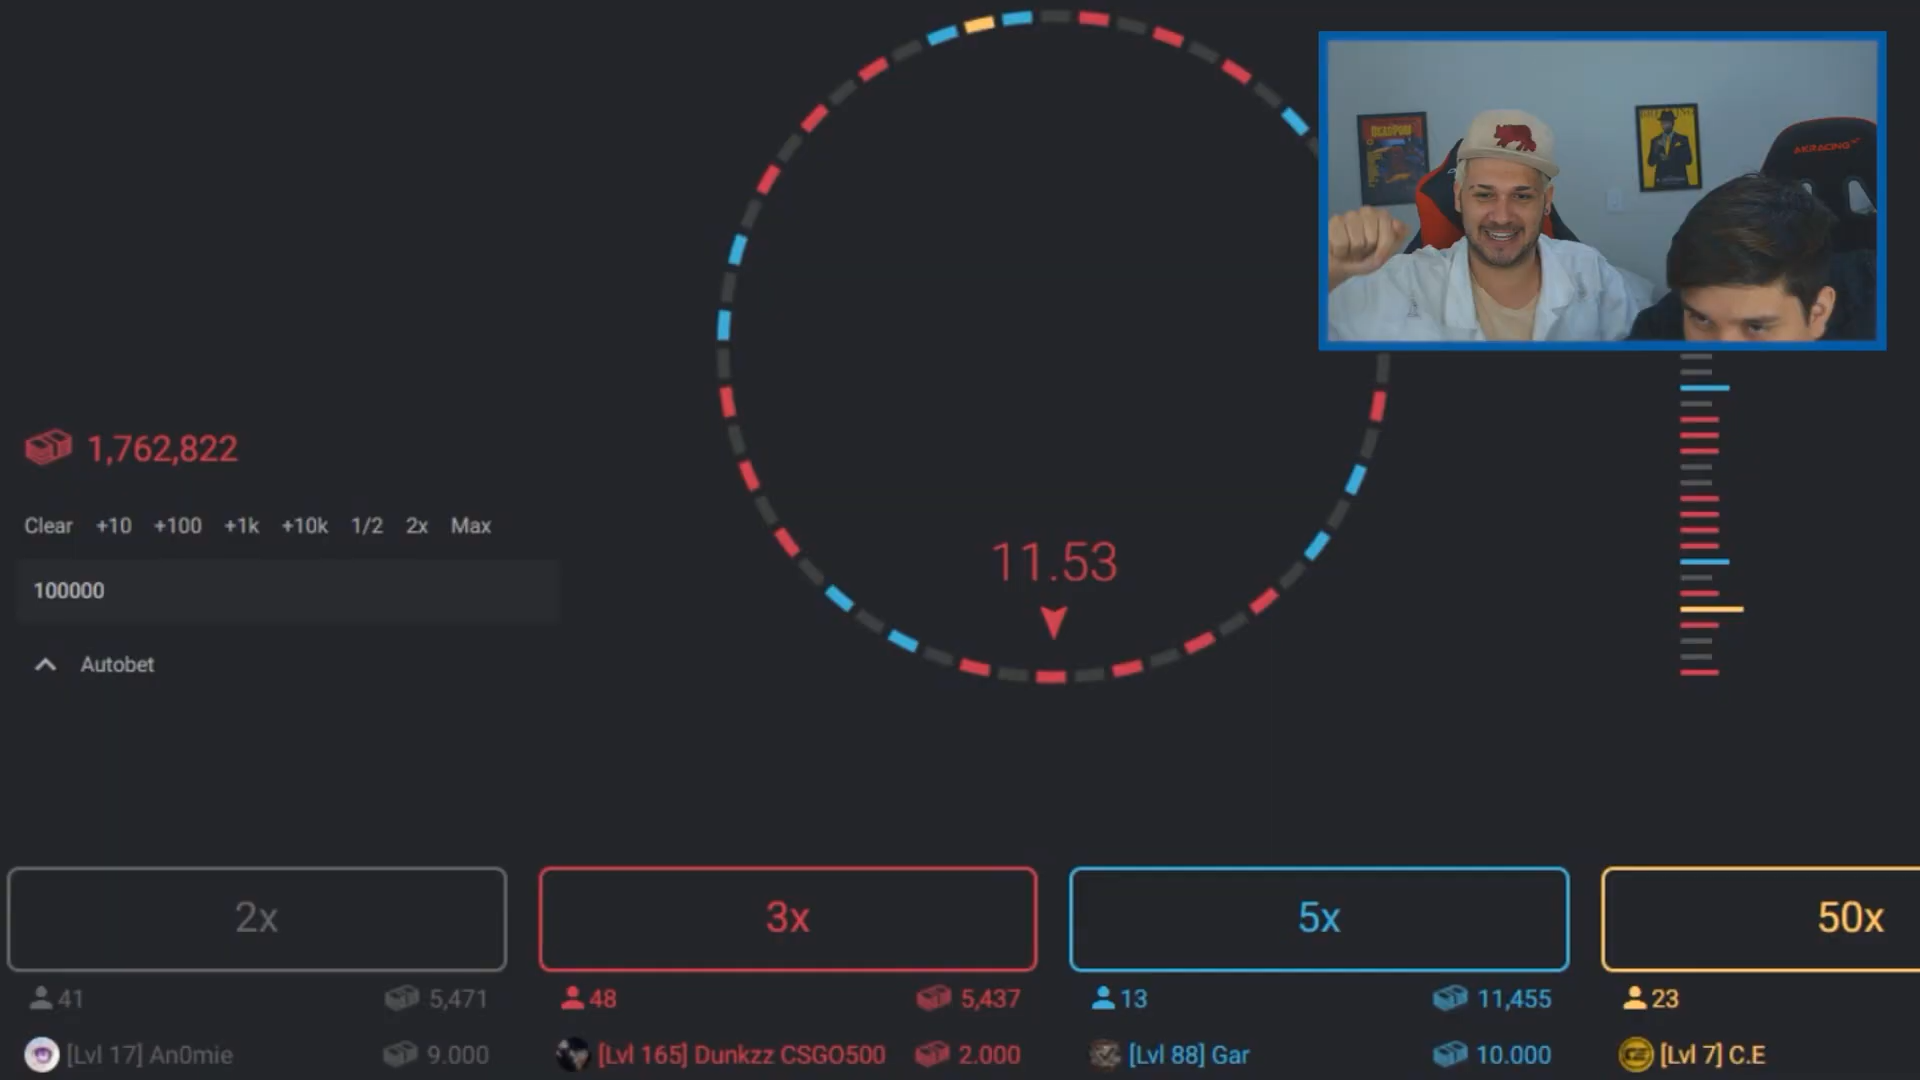 DEADPOOL
AKRACING
1,762,822
Clear +10 +100 +1k +10k 1/2 2x Max
100000
Autobet
11.53
2x 3x 5x 50x
41 5,471 48 5,437 13 11,455 23
[Lvl 17] An0mie 9.000 [Lvl 165] Dunkzz CSGO500 2.000 [Lvl 88] Gar 10.000 [Lvl 7] C.E